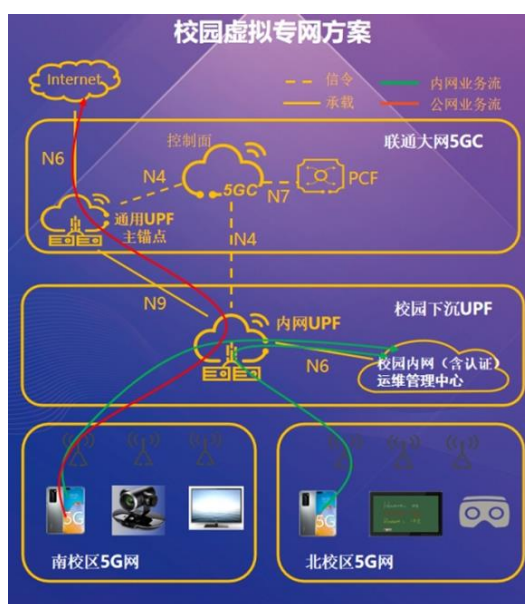 校园虚拟专网方案
Internet
信令
内网业务流
承载
公网业务流
控制面
联通大网5GC
N6
N4
5GC
N7
PCF
通用UPF
主锚点
N4
N9
校园下沉UPF
内网UPF
N6
校园内网（含认证）
运维管理中心
5G
5G
南校区5G网
北校区5G网